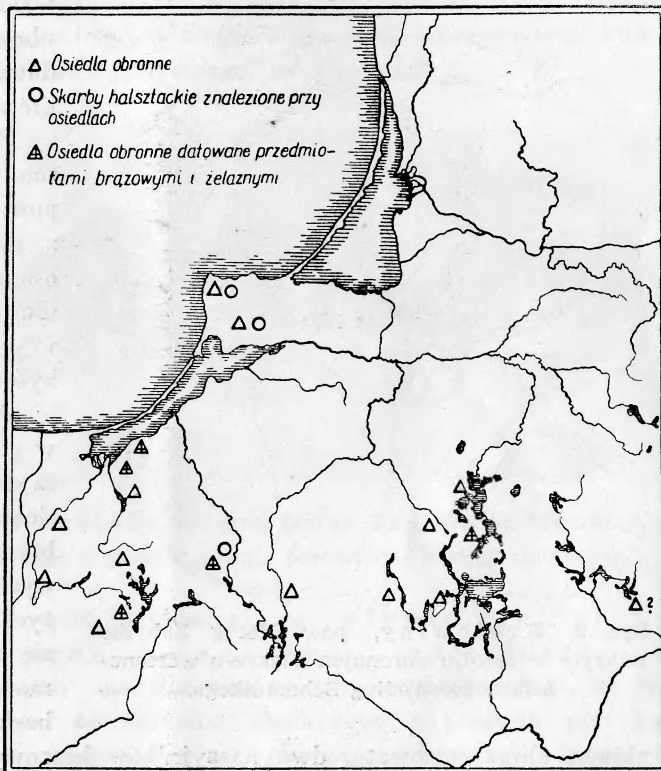 Osiedla obronne
Skarby halsztackie znalezione przy
osiedlach
Osiedla obronne datowane przedmio-
tami brązowymi i żelaznymi
?